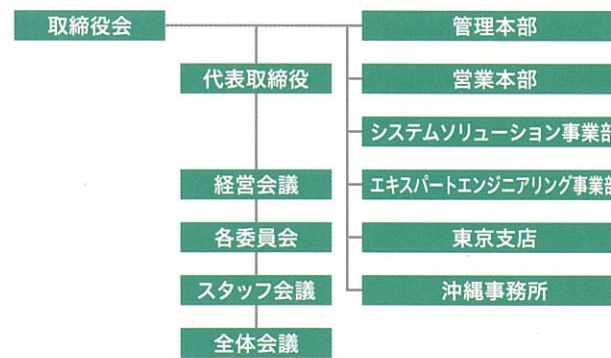 取締役会
管理本部
代表取締役
営業本部
システムソリューション事業部
経営会議
エキスパートエンジニアリング事業部
各委員会
東京支店
スタッフ会議
沖縄事務所
全体会議